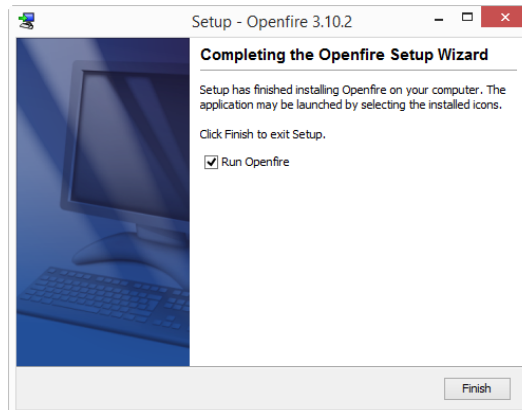 Setup - Openfire 3.10.2
Completing the Openfire Setup Wizard
Setup has finished installing Openfire on your computer. The
application may be launched by selecting the installed icons.
Click Finish to exit Setup.
Run Openfire
Finish